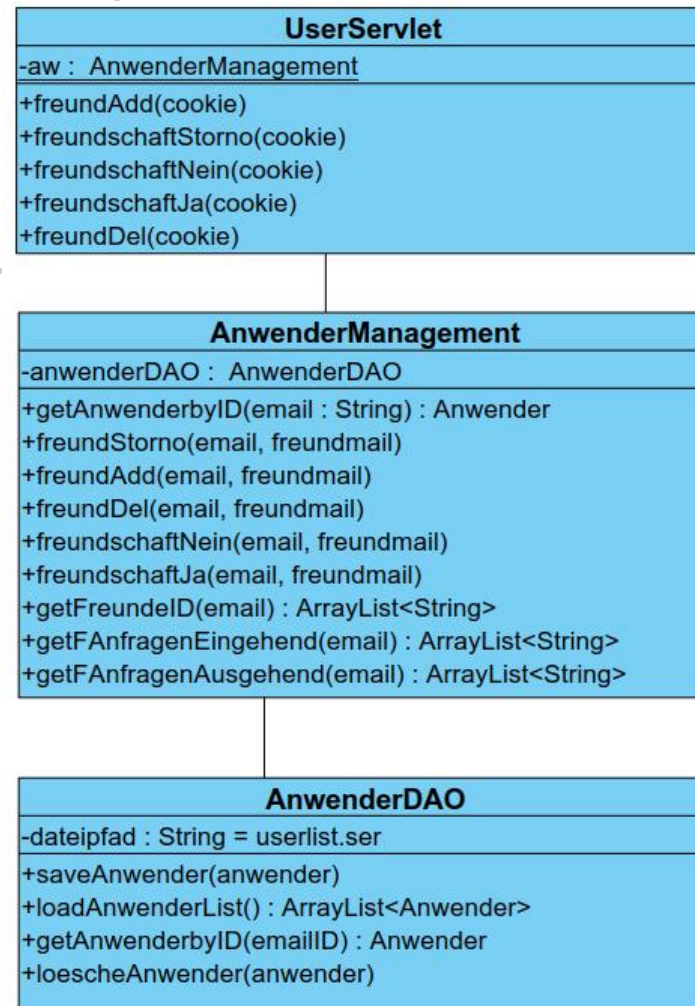 UserServlet
-aw : AnwenderManagement
+freundAdd(cookie)
+freundschaftStorno(cookie)
+freundschaftNein(cookie)
+freundschaftJa(cookie)
+freundDel(cookie)
AnwenderManagement
-anwenderDAO : AnwenderDAO
+getAnwenderbyID(email : String) : Anwender
+freundStorno(email, freundmail)
+freundAdd(email, freundmail)
+freundDel(email, freundmail)
+freundschaftNein(email, freundmail)
+freundschaftJa(email, freundmail)
+getFreundeID(email) : ArrayList<String>
+getFAnfragenEingehend(email) : ArrayList<String>
+getFAnfragenAusgehend(email) : ArrayList<String>
AnwenderDAO
-dateipfad : String = userlist.ser
+saveAnwender(anwender)
+loadAnwenderList() : ArrayList<Anwender>
+getAnwenderbyID(emailID) : Anwender
+loescheAnwender(anwender)